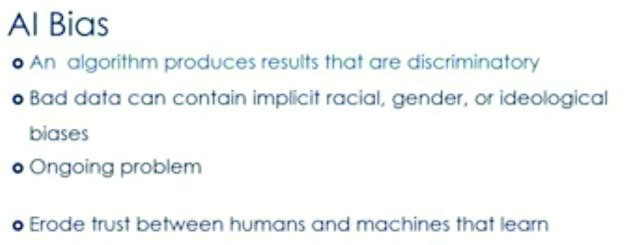 AI Bias
An algorithm produces results that are discriminatory
Bad data can contain implicit racial, gender, or ideological
biases
Ongoing problem
Erode trust between humans and machines that learn